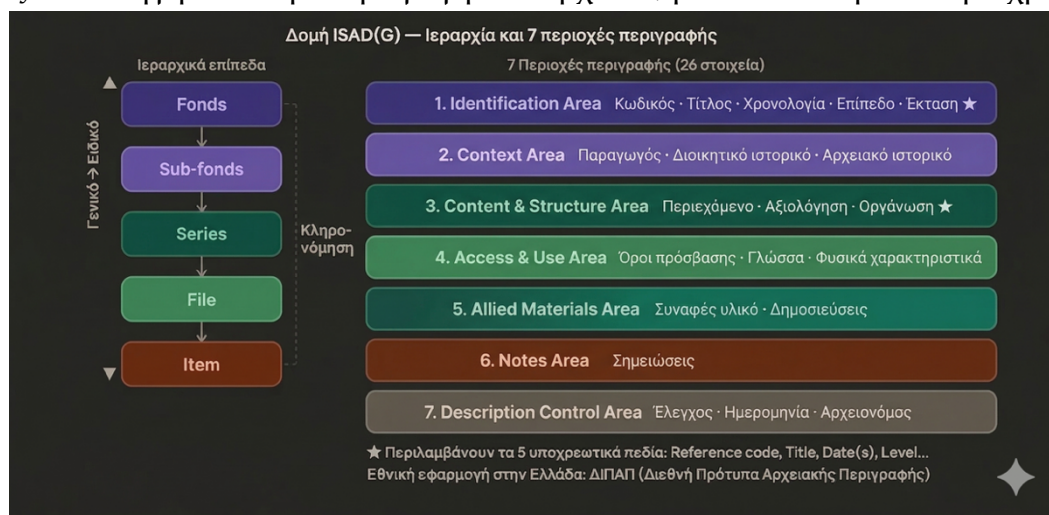 Δομή ISAD(G) — Ιεραρχία και 7 περιοχές περιγραφής
Ιεραρχικά επίπεδα
7 Περιοχές περιγραφής (26 στοιχεία)
Γενικό → Ειδικό
Fonds
Sub-fonds
Series
File
Item
Κληρο-
νόμηση
1. Identification Area Κωδικός · Τίτλος · Χρονολογία · Επίπεδο · Έκταση ★
2. Context Area Παραγωγός · Διοικητικό ιστορικό · Αρχειακό ιστορικό
3. Content & Structure Area Περιεχάμενο · Αξιολόγηση · Οργάνωση ★
4. Access & Use Area Όροι πρόσβασης · Γλώσσα · Φυσικά χαρακτηριστικά
5. Allied Materials Area Συναφές υλικό · Δημοσιεύσεις
6. Notes Area Σημειώσεις
7. Description Control Area Έλεγχος · Ημερομηνία · Αρχειονόμος
★ Περιλαμβάνουν τα 5 υποχρεωτικά πεδία: Reference code, Title, Date(s), Level...
Εθνική εφαρμογή στην Ελλάδα: ΔΙΠΑΠ (Διεθνή Πρότυπα Αρχειακής Περιγραφής)